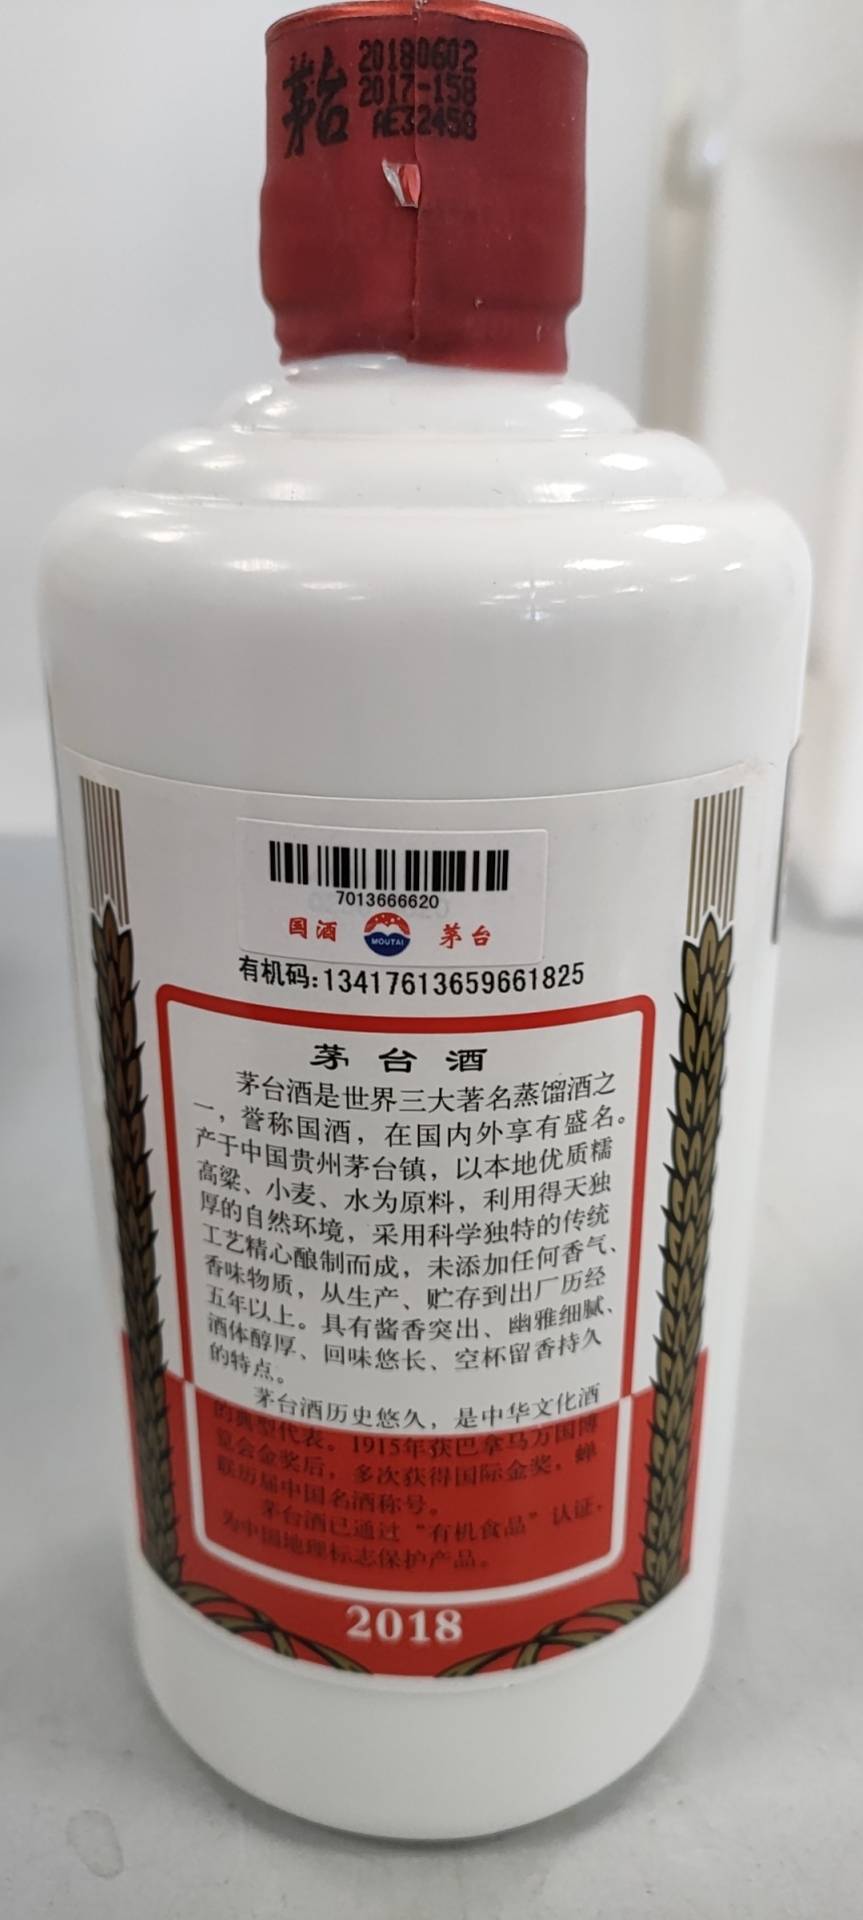 茅台
20180602
2017-158
AE32458
7013666620
国酒 MOUTAI 茅台
有机码:13417613659661825
茅台酒
茅台酒是世界三大著名蒸馏酒之
一，誉称国酒，在国内外享有盛名。
产于中国贵州茅台镇，以本地优质糯
高粱、小麦、水为原料，利用得天独
厚的自然环境，采用科学独特的传统
工艺精心酿制而成，未添加任何香气、
香味物质，从生产、贮存到出厂历经
五年以上。具有酱香突出、幽雅细腻、
酒体醇厚、回味悠长、空杯留香持久
的特点。
茅台酒历史悠久，是中华文化酒
的典型代表。1915年获巴拿马万国博
览会金奖后，多次获得国际金奖，蝉
联历届中国名酒称号。
茅台酒已通过“有机食品”认证，
为中国地理标志保护产品。
2018